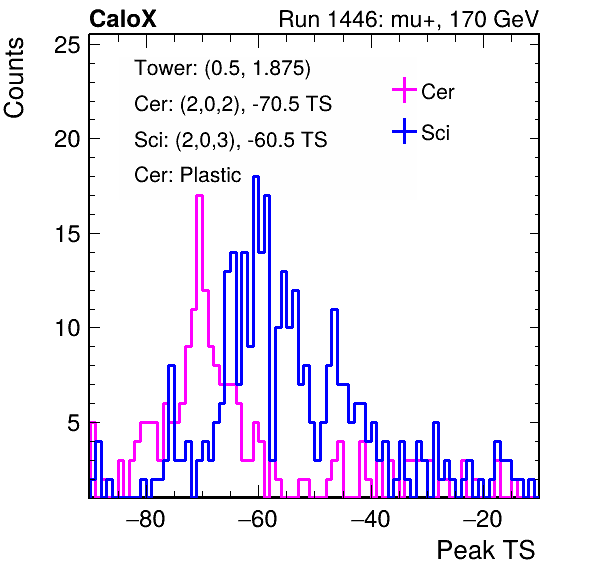 CaloX Run 1446: mu+, 170 GeV
Counts
25
20
15
10
5
Tower: (0.5, 1.875)
Cer: (2,0,2), -70.5 TS
Sci: (2,0,3), -60.5 TS
Cer: Plastic
Cer
Sci
−80 −60 −40 −20
Peak TS